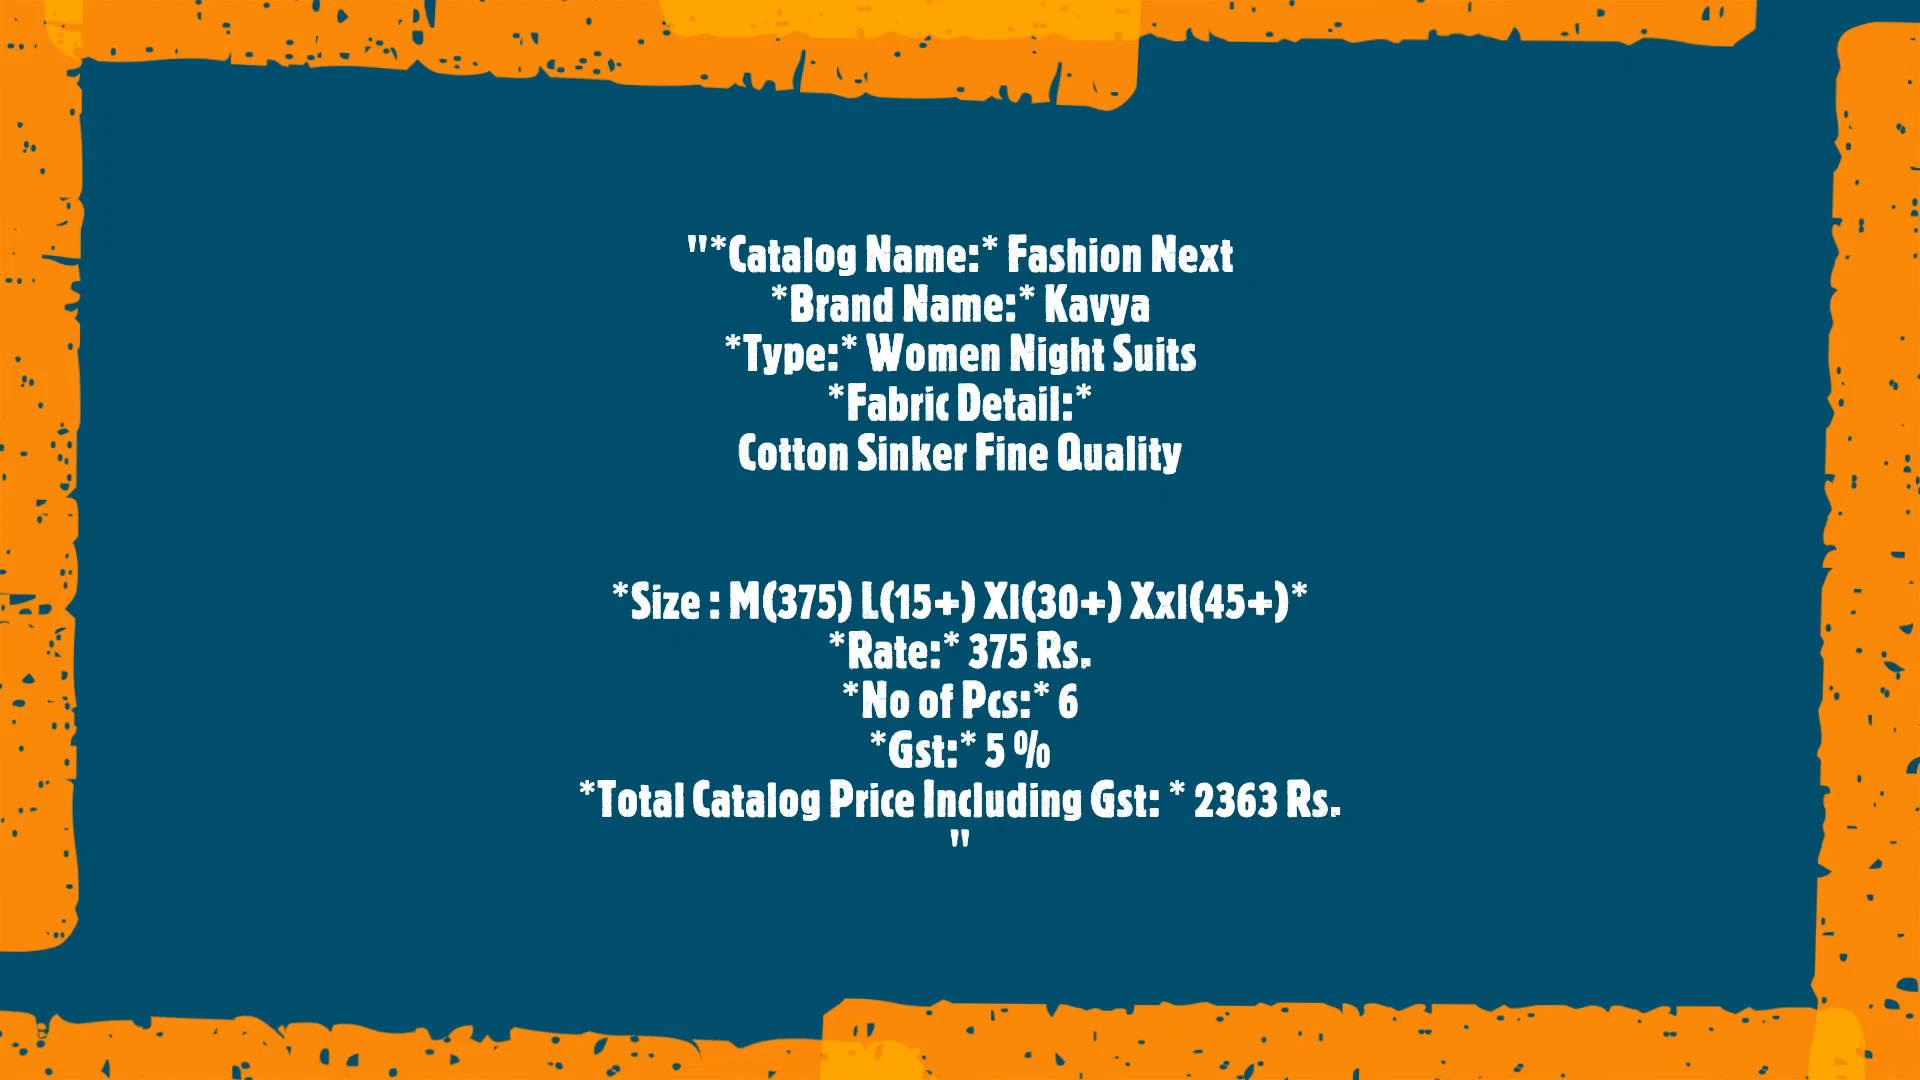 "*Catalog Name:* Fashion Next
*Brand Name:* Kavya
*Type:* Women Night Suits
*Fabric Detail:*
Cotton Sinker Fine Quality
*Size : M(375) L(15+) Xl(30+) Xxl(45+)*
*Rate:* 375 Rs.
*No of Pcs:* 6
*Gst:* 5 %
*Total Catalog Price Including Gst: * 2363 Rs.
"